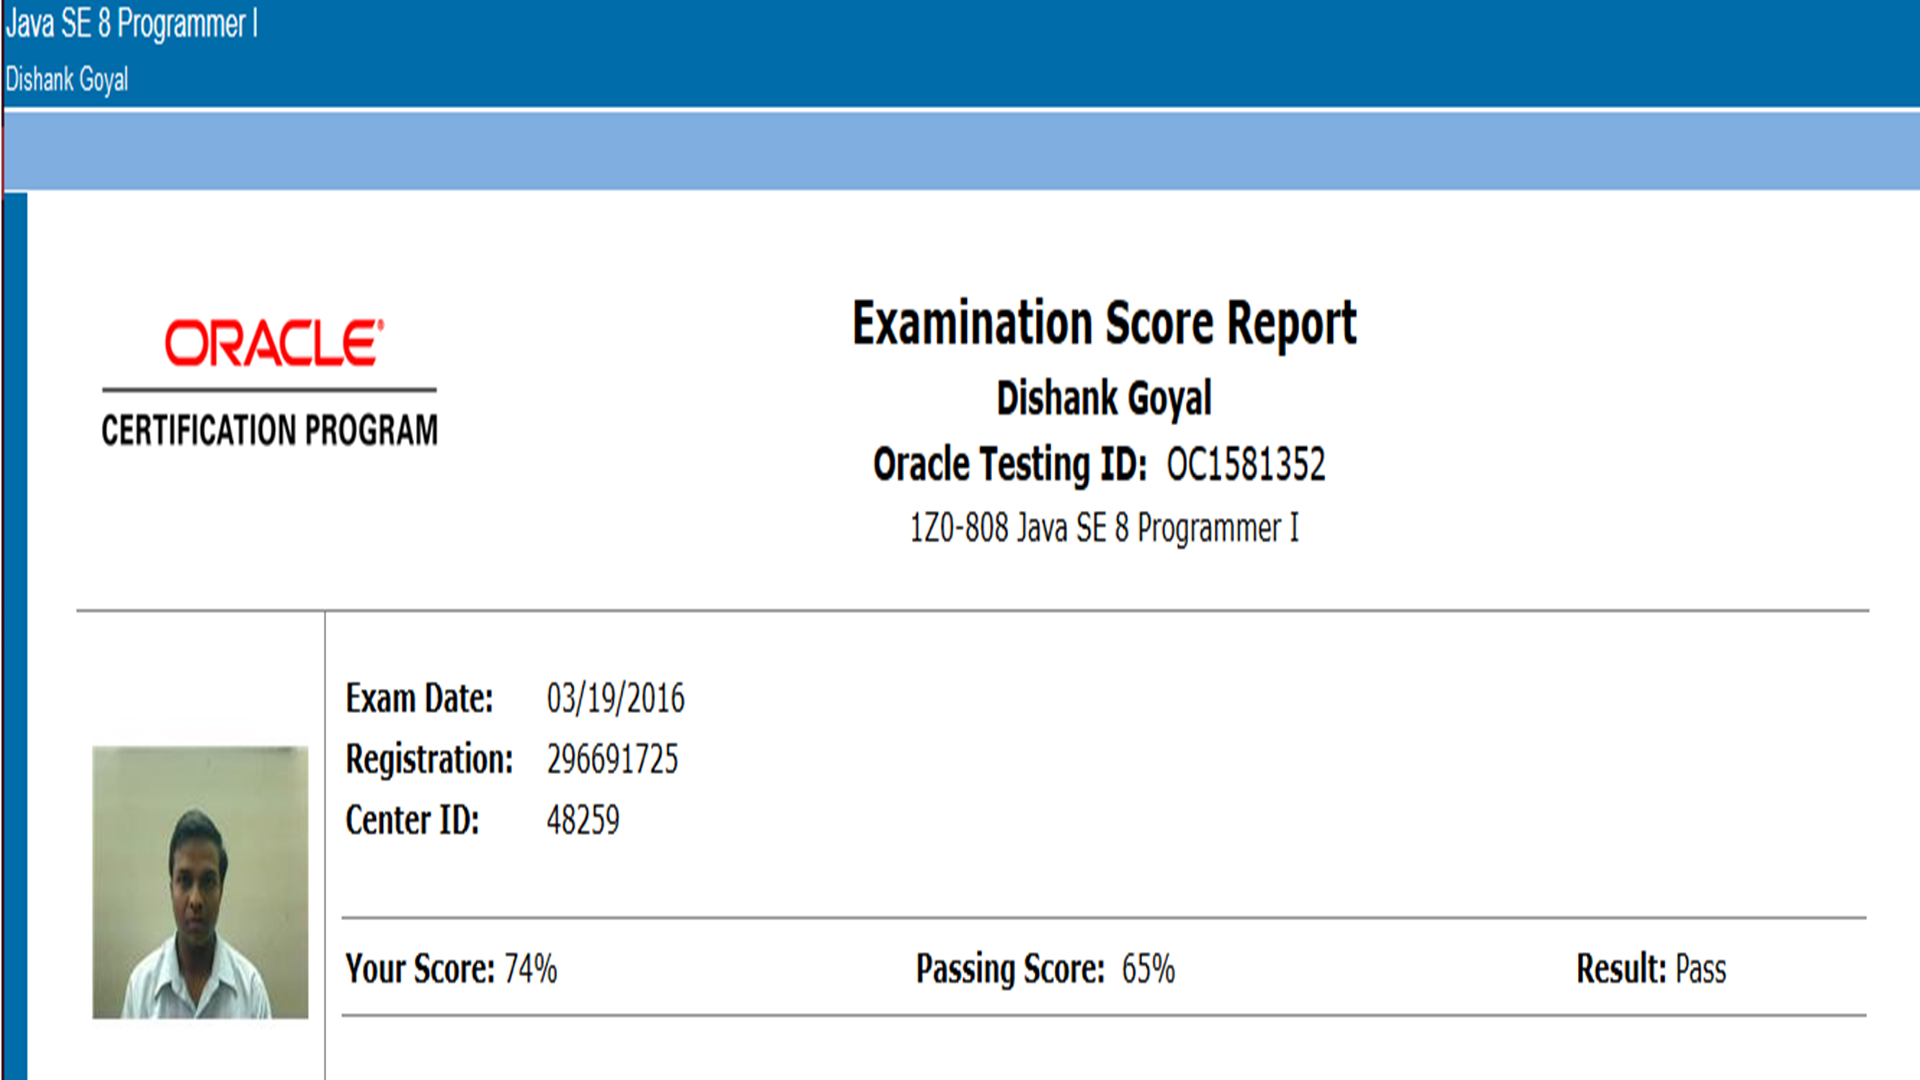 Java SE 8 Programmer I
Dishank Goyal
ORACLE®
CERTIFICATION PROGRAM
Examination Score Report
Dishank Goyal
Oracle Testing ID: OC1581352
1Z0-808 Java SE 8 Programmer I
Exam Date: 03/19/2016
Registration: 296691725
Center ID: 48259
Your Score: 74% Passing Score: 65% Result: Pass